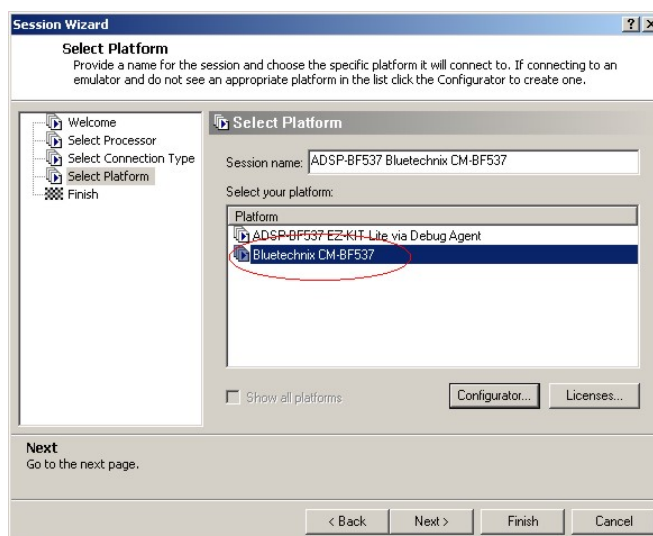 Session Wizard
Select Platform
Provide a name for the session and choose the specific platform it will connect to. If connecting to an
emulator and do not see an appropriate platform in the list click the Configurator to create one.
Welcome
Select Processor
Select Connection Type
Select Platform
Finish
Select Platform
Session name: ADSP-BF537 Bluetechnix CM-BF537
Select your platform:
Platform
ADSP-BF537 EZ-KIT Lite via Debug Agent
Bluetechnix CM-BF537
Show all platforms
Configurator... Licenses...
Next
Go to the next page.
< Back Next > Finish Cancel